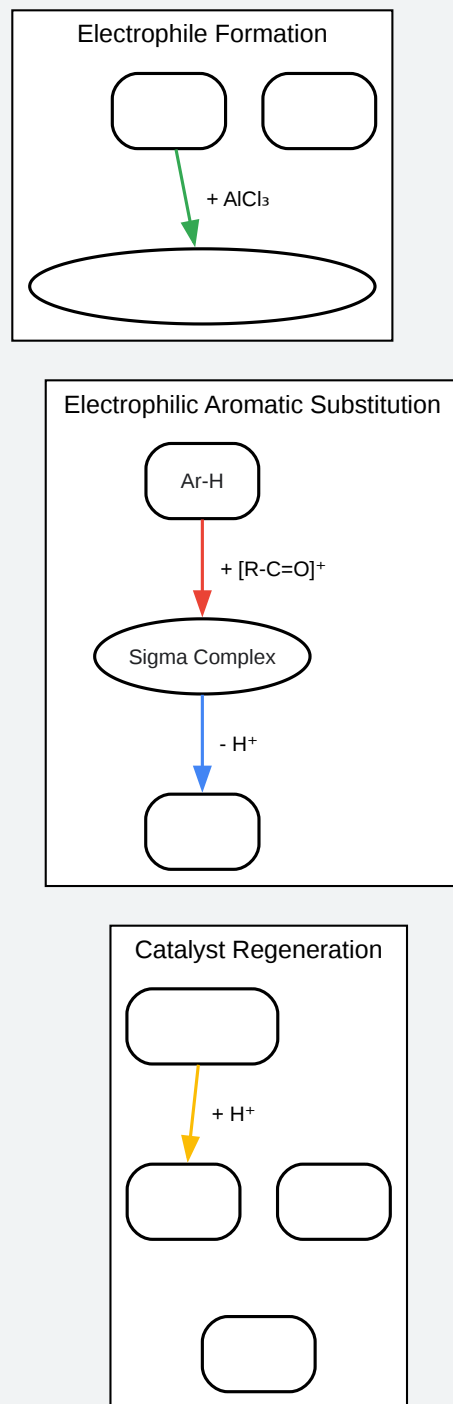 Electrophile Formation
+ AlCl₃
Electrophilic Aromatic Substitution
Ar-H
+ [R-C=O]⁺
Sigma Complex
- H⁺
Catalyst Regeneration
+ H⁺